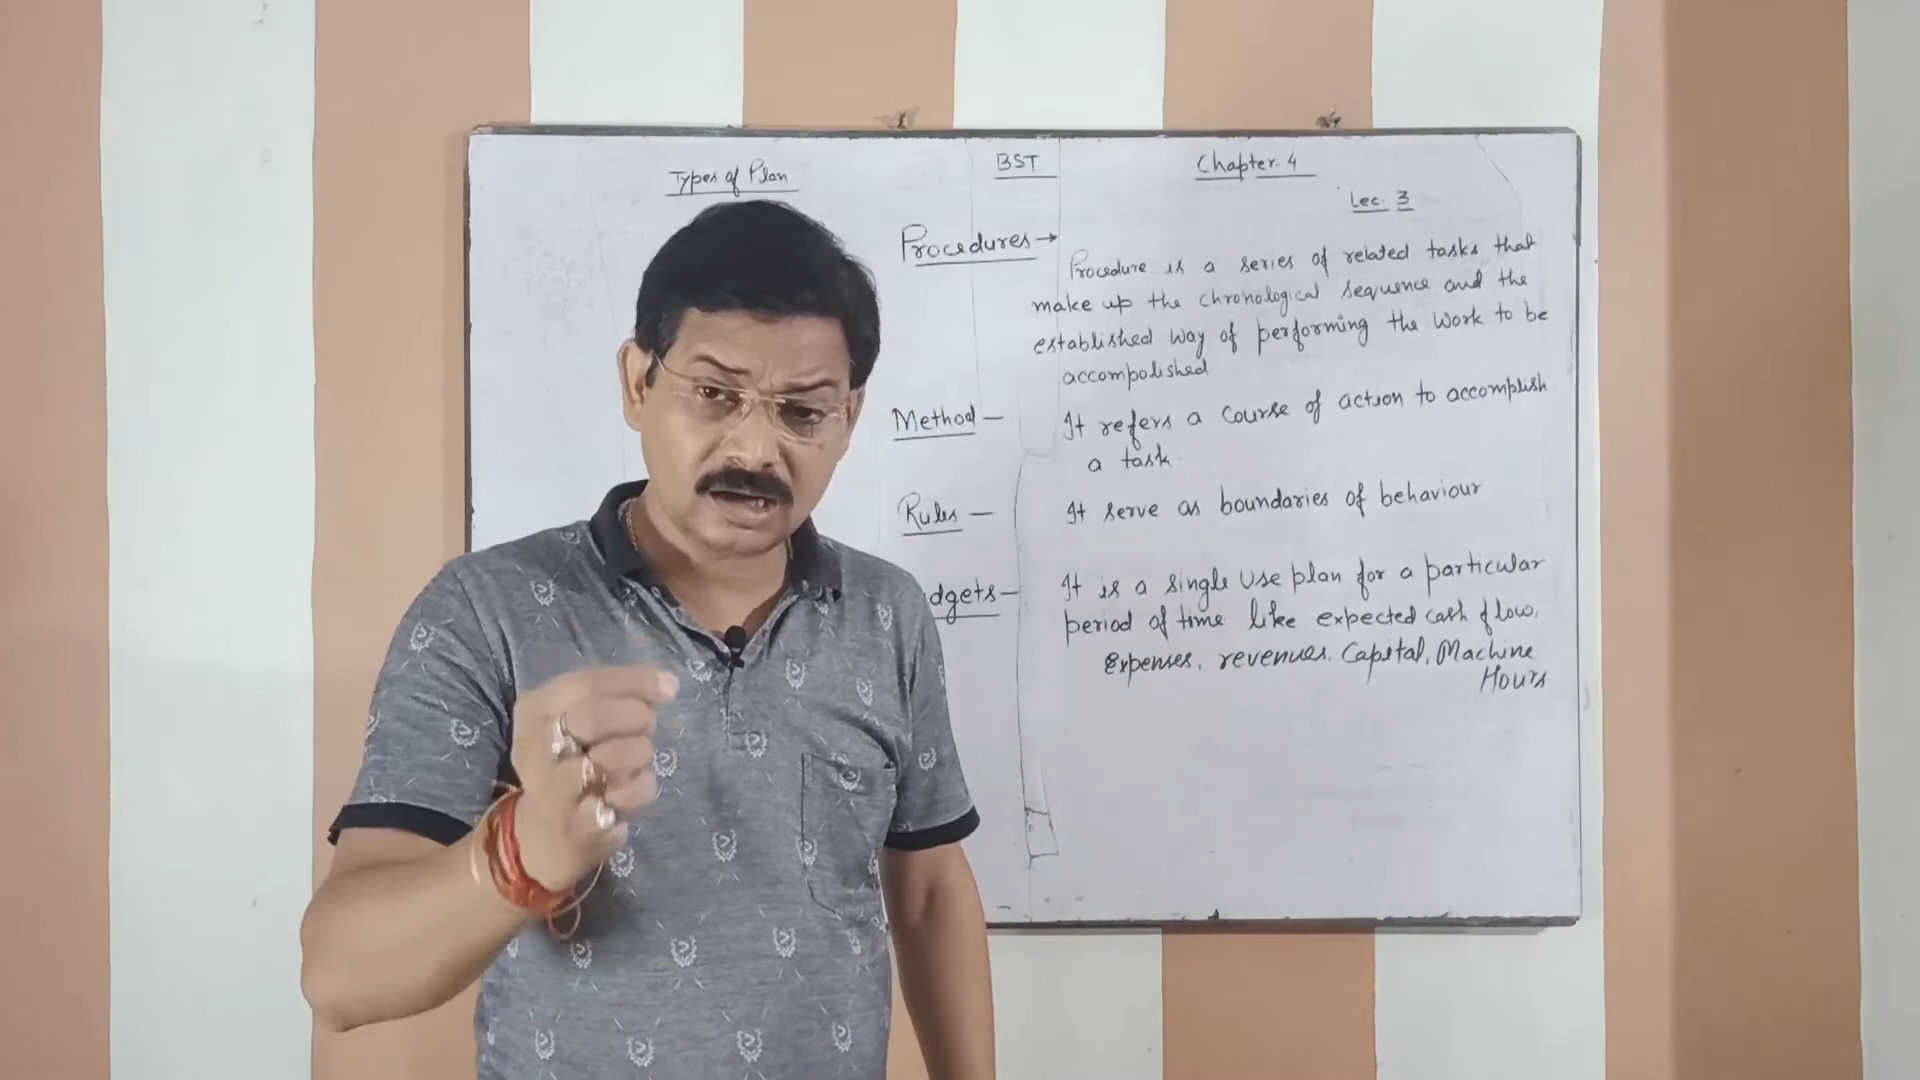 Types of Plan
BST
Chapter. 4
Lec. 3
Procedures →
Procedure is a series of related tasks that
make up the chronological sequence and the
established way of performing the work to be
accompolished
Method —
It refers a course of action to accomplish
a task
Rules —
It serve as boundaries of behaviour
dgets —
It is a single use plan for a particular
period of time like expected cash flow,
expenses, revenues, Capital, Machine
Hours